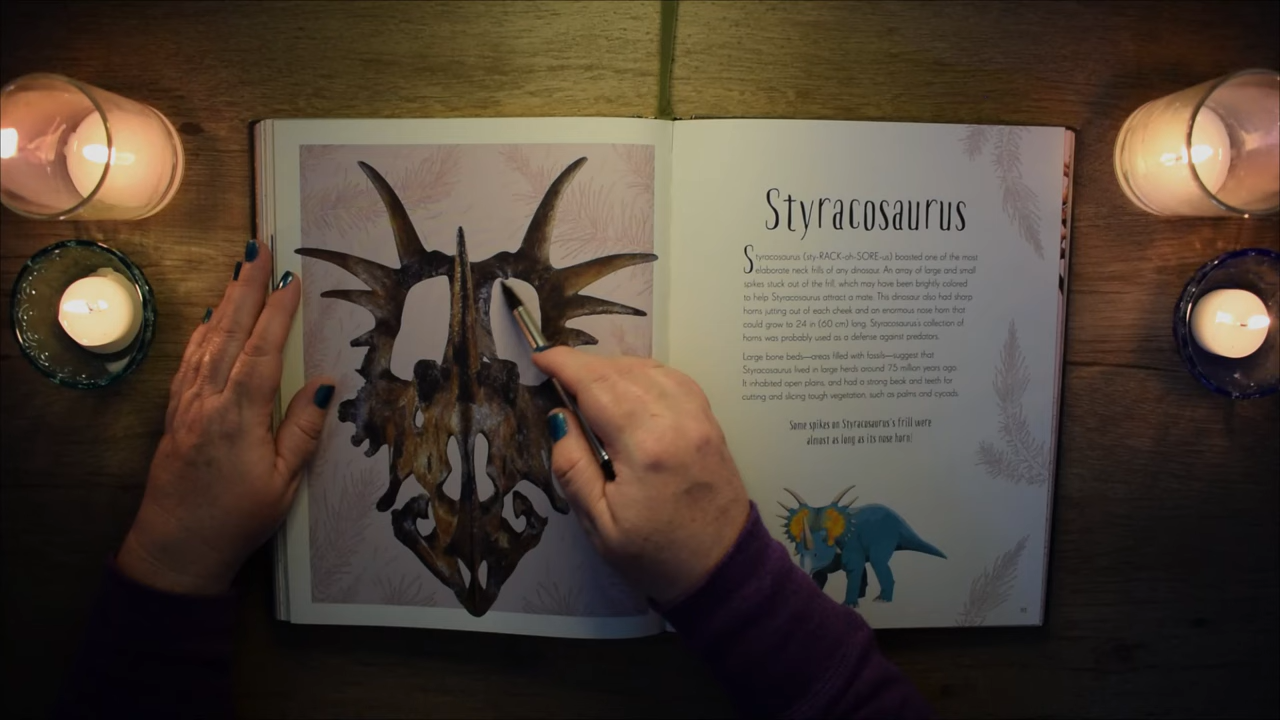 Styracosaurus
Styracosaurus (sty-RACK-oh-SORE-us) boasted one of the most
elaborate neck frills of any dinosaur. An array of large and small
spikes stuck out of the frill, which may have been brightly colored
to help Styracosaurus attract a mate. This dinosaur also had sharp
horns jutting out of each cheek and an enormous nose horn that
could grow to 24 in (60 cm) long. Styracosaurus's collection of
horns was probably used as a defense against predators.
Large bone beds—areas filled with fossils—suggest that
Styracosaurus lived in large herds around 75 million years ago.
It inhabited open plains, and had a strong beak and teeth for
cutting and slicing tough vegetation, such as palms and cycads.
Some spikes on Styracosaurus's frill were
almost as long as its nose horn!